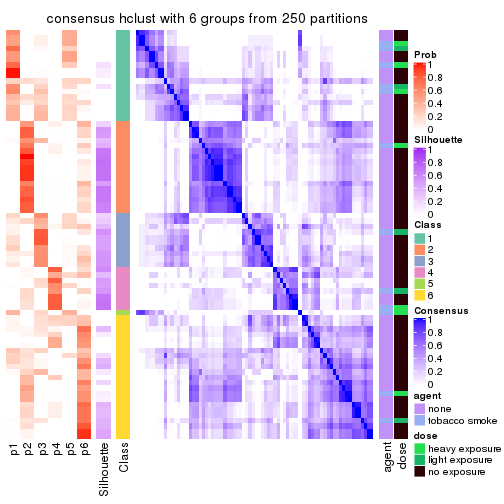 consensus hclust with 6 groups from 250 partitions
Prob
1
0.8
0.6
0.4
0.2
0
Silhouette
1
0.8
0.6
0.4
0.2
0
Class
1
2
3
4
5
6
Consensus
1
0.8
0.6
0.4
0.2
0
agent
none
tobacco smoke
dose
heavy exposure
light exposure
no exposure
p1
p2
p3
p4
p5
p6
Silhouette
Class
agent
dose